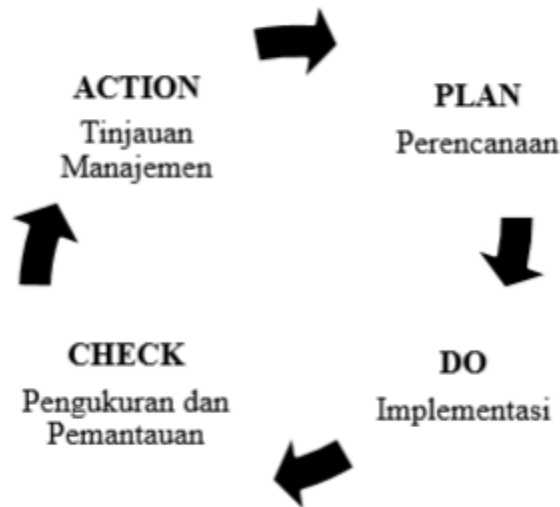 ACTION
Tinjauan
Manajemen
PLAN
Perencanaan
DO
Implementasi
CHECK
Pengukuran dan
Pemantauan